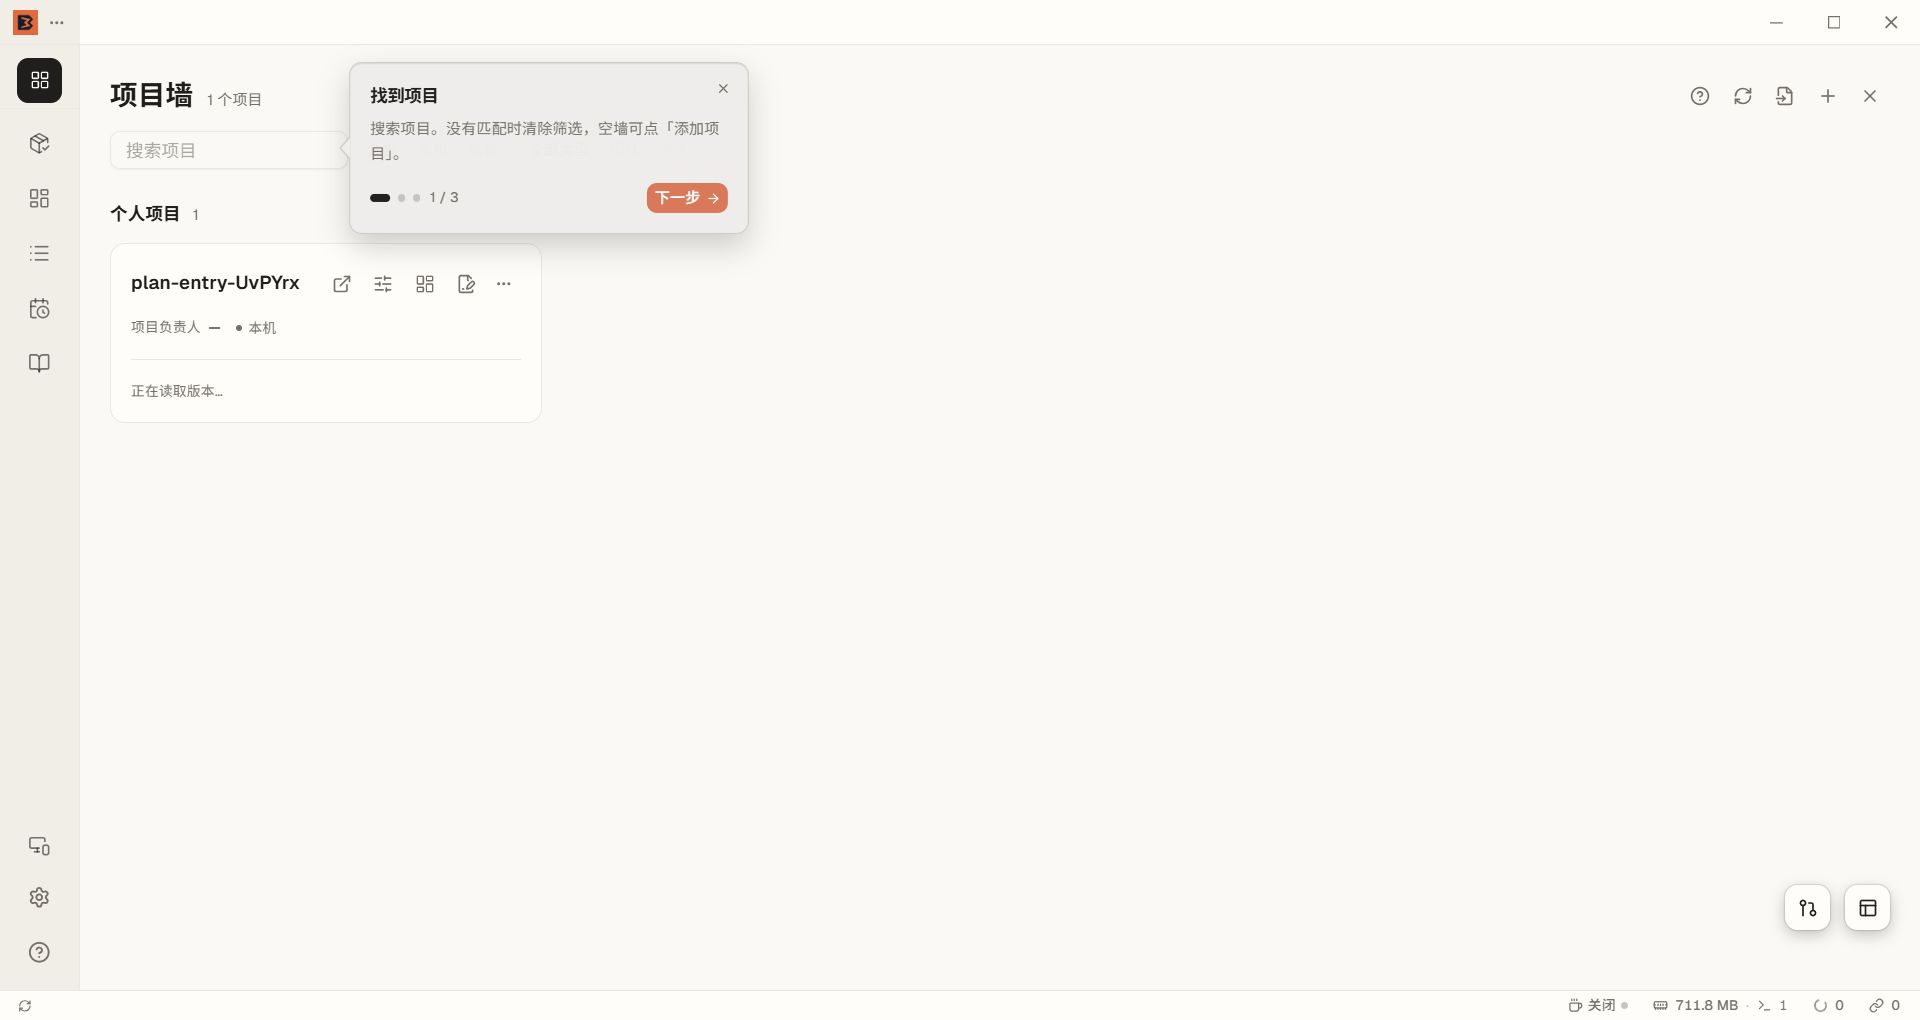 项目墙 1 个项目
搜索项目
找到项目
搜索项目。没有匹配时清除筛选，空墙可点「添加项
目」。
1 / 3
下一步
个人项目 1
plan-entry-UvPYrx
项目负责人 — • 本机
正在读取版本…
关闭
711.8 MB · 1
0
0